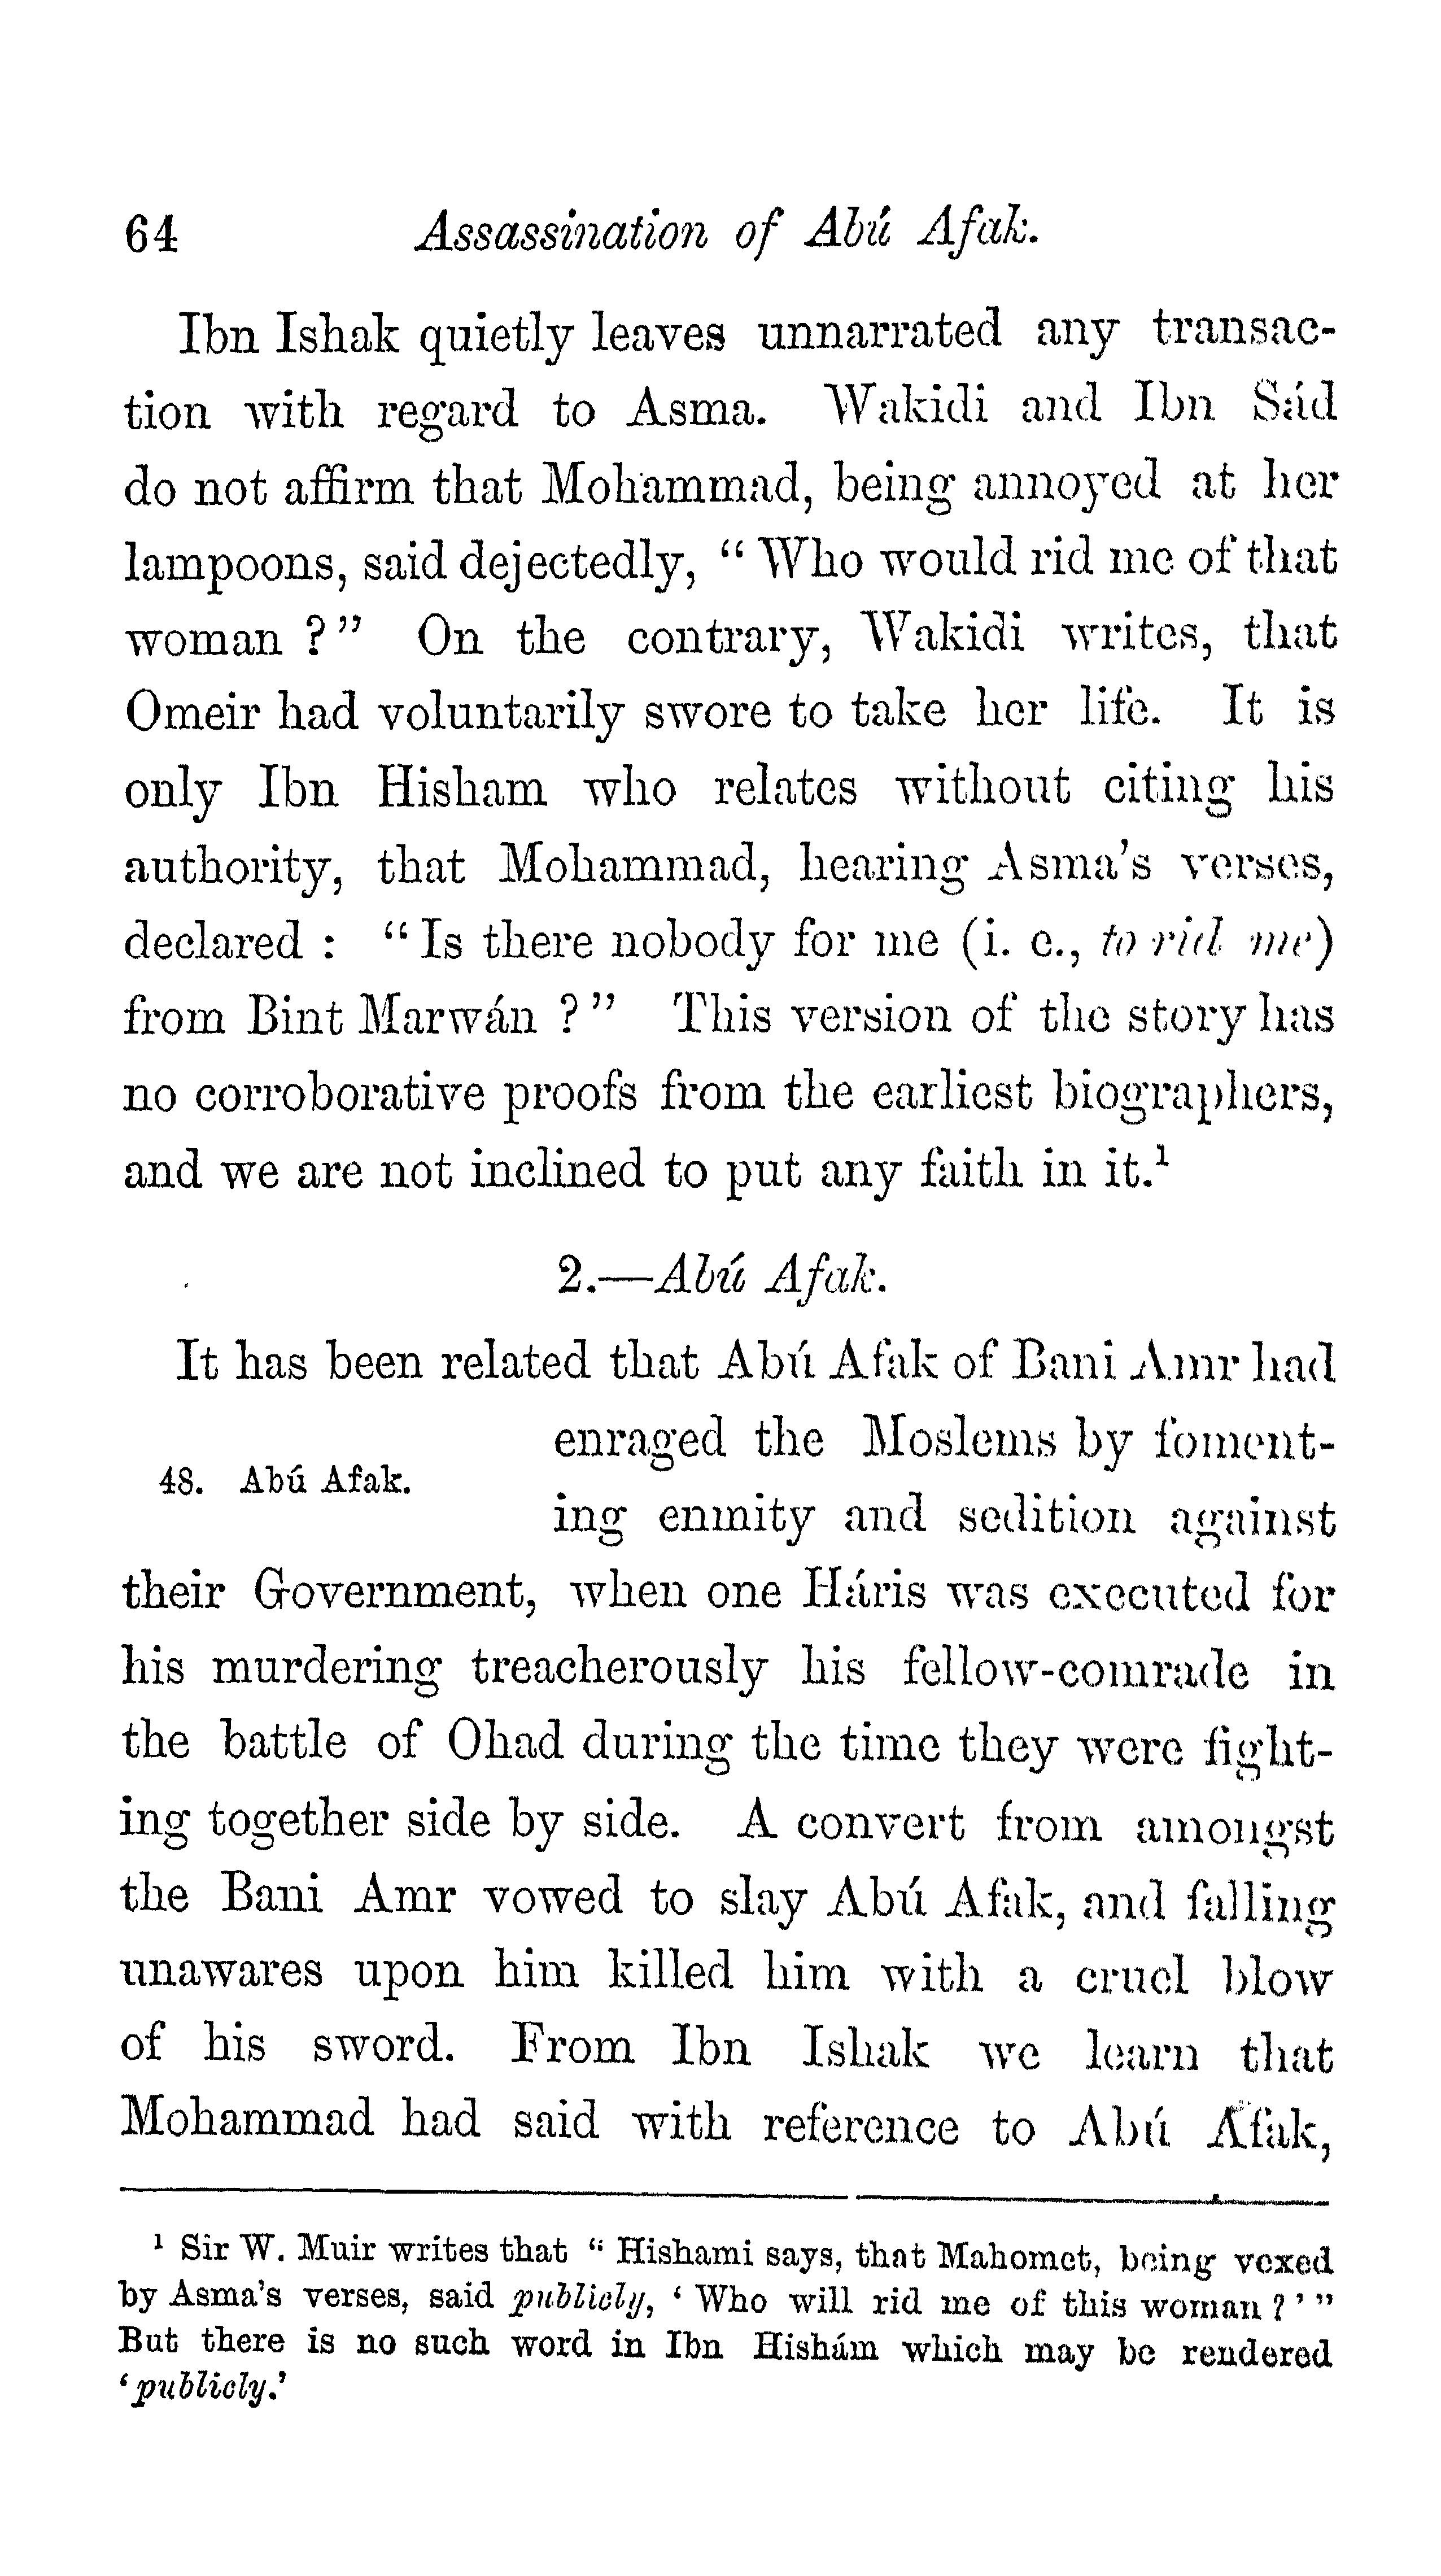 64 Assassination of Abú Afak.
Ibn Ishak quietly leaves unnarrated any transac-
tion with regard to Asma. Wakidi and Ibn Sád
do not affirm that Mohammad, being annoyed at her
lampoons, said dejectedly, “Who would rid me of that
woman ?” On the contrary, Wakidi writes, that
Omeir had voluntarily swore to take her life. It is
only Ibn Hisham who relates without citing his
authority, that Mohammad, hearing Asma’s verses,
declared : “Is there nobody for me (i. e., to rid me)
from Bint Marwán ?” This version of the story has
no corroborative proofs from the earliest biographers,
and we are not inclined to put any faith in it.¹
2.—Abú Afak.
It has been related that Abú Afak of Bani Amr had
48. Abú Afak.
enraged the Moslems by foment-
ing enmity and sedition against
their Government, when one Háris was executed for
his murdering treacherously his fellow-comrade in
the battle of Ohad during the time they were fight-
ing together side by side. A convert from amongst
the Bani Amr vowed to slay Abú Afak, and falling
unawares upon him killed him with a cruel blow
of his sword. From Ibn Ishak we learn that
Mohammad had said with reference to Abú Afak,
¹ Sir W. Muir writes that “Hishami says, that Mahomet, being vexed
by Asma’s verses, said publicly, ‘Who will rid me of this woman ?’”
But there is no such word in Ibn Hishám which may be rendered
‘publicly.’